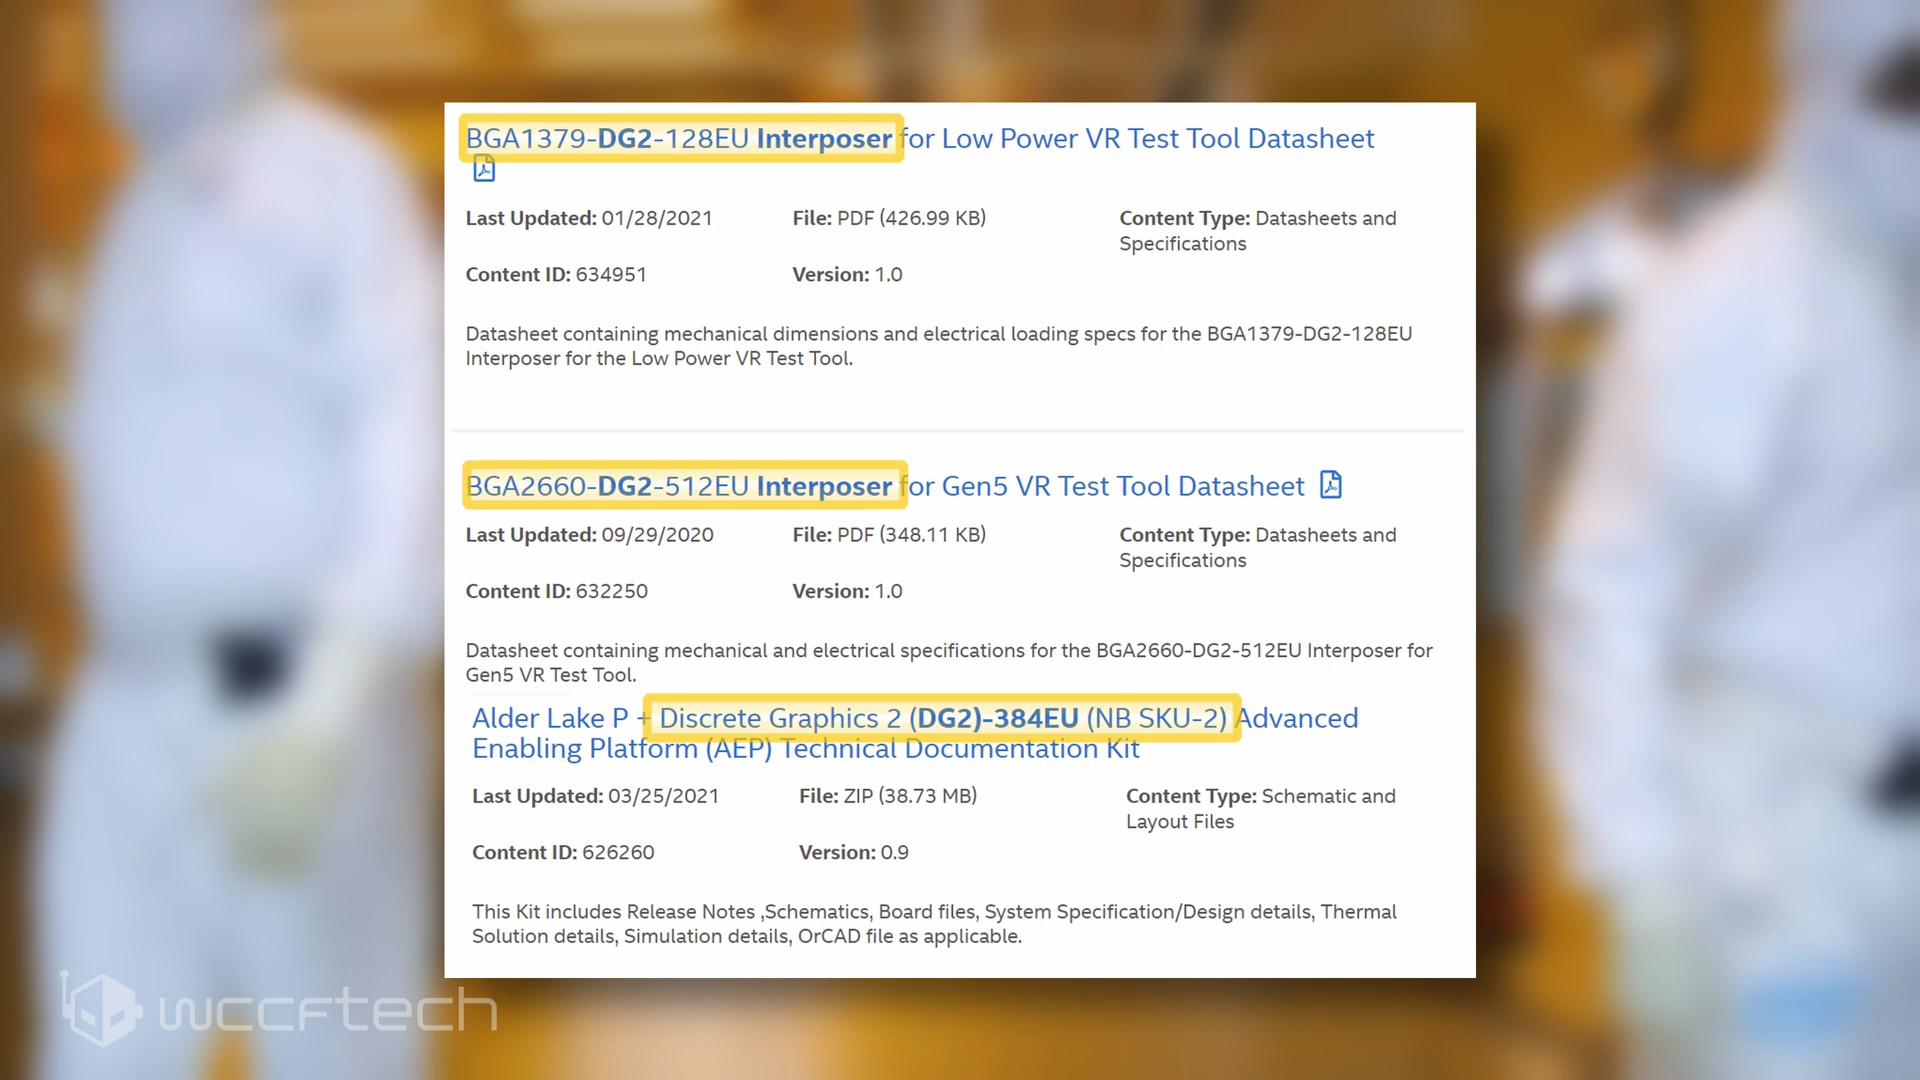 BGA1379-DG2-128EU Interposer for Low Power VR Test Tool Datasheet
Last Updated: 01/28/2021 File: PDF (426.99 KB) Content Type: Datasheets and
Specifications
Content ID: 634951 Version: 1.0
Datasheet containing mechanical dimensions and electrical loading specs for the BGA1379-DG2-128EU
Interposer for the Low Power VR Test Tool.
BGA2660-DG2-512EU Interposer for Gen5 VR Test Tool Datasheet
Last Updated: 09/29/2020 File: PDF (348.11 KB) Content Type: Datasheets and
Specifications
Content ID: 632250 Version: 1.0
Datasheet containing mechanical and electrical specifications for the BGA2660-DG2-512EU Interposer for
Gen5 VR Test Tool.
Alder Lake P + Discrete Graphics 2 (DG2)-384EU (NB SKU-2) Advanced
Enabling Platform (AEP) Technical Documentation Kit
Last Updated: 03/25/2021 File: ZIP (38.73 MB) Content Type: Schematic and
Layout Files
Content ID: 626260 Version: 0.9
This Kit includes Release Notes ,Schematics, Board files, System Specification/Design details, Thermal
Solution details, Simulation details, OrCAD file as applicable.
wccftech